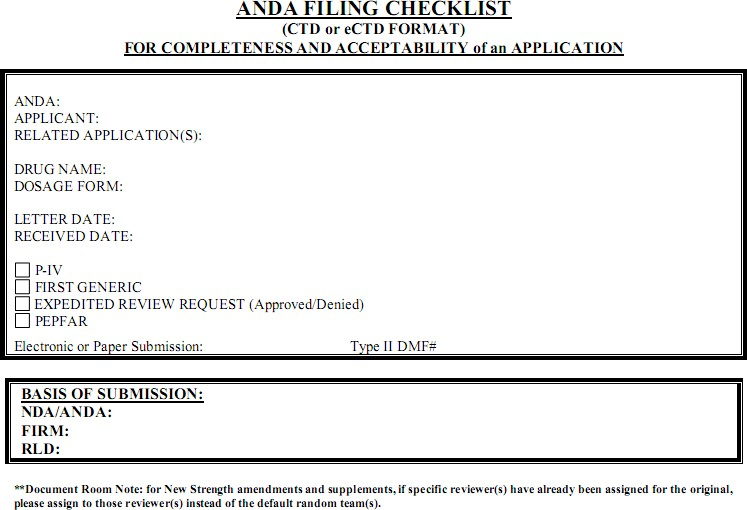 ANDA FILING CHECKLIST
(CTD or eCTD FORMAT)
FOR COMPLETENESS AND ACCEPTABILITY of an APPLICATION
ANDA:
APPLICANT:
RELATED APPLICATION(S):
DRUG NAME:
DOSAGE FORM:
LETTER DATE:
RECEIVED DATE:
P-IV
FIRST GENERIC
EXPEDITED REVIEW REQUEST (Approved/Denied)
PEPFAR
Electronic or Paper Submission: Type II DMF#
BASIS OF SUBMISSION:
NDA/ANDA:
FIRM:
RLD:
**Document Room Note: for New Strength amendments and supplements, if specific reviewer(s) have already been assigned for the original,
please assign to those reviewer(s) instead of the default random team(s).